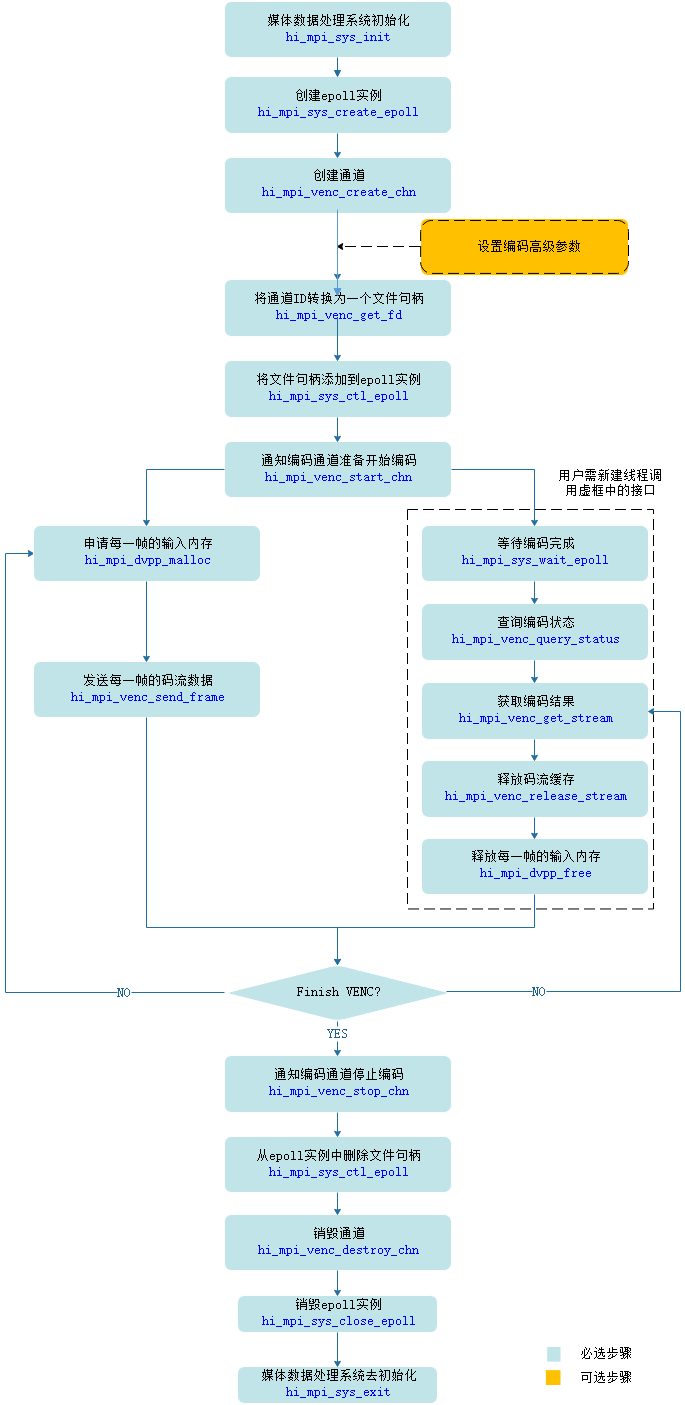 媒体数据处理系统初始化
hi_mpi_sys_init
创建epoll实例
hi_mpi_sys_create_epoll
创建通道
hi_mpi_venc_create_chn
设置编码高级参数
将通道ID转换为一个文件句柄
hi_mpi_venc_get_fd
将文件句柄添加到epoll实例
hi_mpi_sys_ctl_epoll
通知编码通道准备开始编码
hi_mpi_venc_start_chn
用户需新建线程调
用虚框中的接口
申请每一帧的输入内存
hi_mpi_dvpp_malloc
发送每一帧的码流数据
hi_mpi_venc_send_frame
等待编码完成
hi_mpi_sys_wait_epoll
查询编码状态
hi_mpi_venc_query_status
获取编码结果
hi_mpi_venc_get_stream
释放码流缓存
hi_mpi_venc_release_stream
释放每一帧的输入内存
hi_mpi_dvpp_free
Finish VENC?
NO
NO
YES
通知编码通道停止编码
hi_mpi_venc_stop_chn
从epoll实例中删除文件句柄
hi_mpi_sys_ctl_epoll
销毁通道
hi_mpi_venc_destroy_chn
销毁epoll实例
hi_mpi_sys_close_epoll
媒体数据处理系统去初始化
hi_mpi_sys_exit
必选步骤
可选步骤